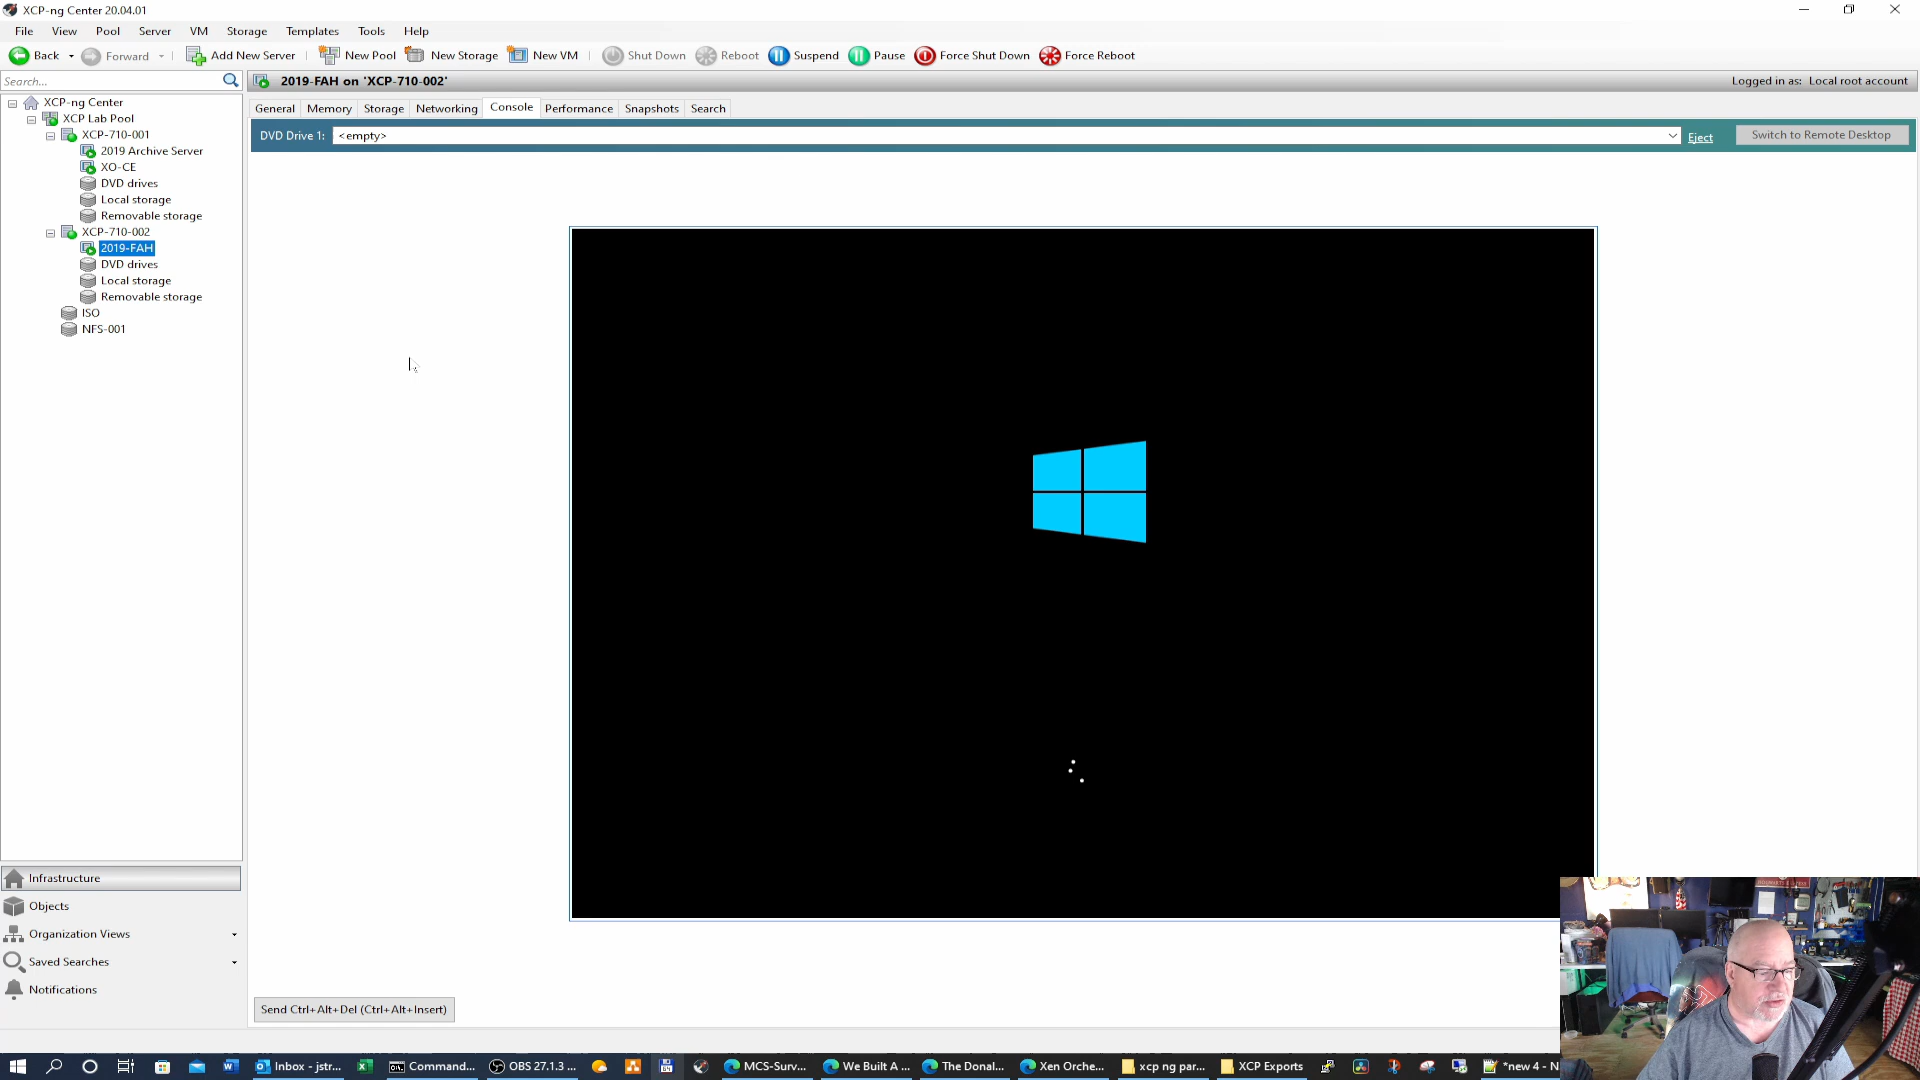 XCP-ng Center 20.04.01
File View Pool Server VM Storage Templates Tools Help
Back Forward Add New Server New Pool New Storage New VM Shut Down Reboot Suspend Pause Force Shut Down Force Reboot
Search...
2019-FAH on 'XCP-710-002'
Logged in as: Local root account
XCP-ng Center
XCP Lab Pool
XCP-710-001
2019 Archive Server
XO-CE
DVD drives
Local storage
Removable storage
XCP-710-002
2019-FAH
DVD drives
Local storage
Removable storage
ISO
NFS-001
General Memory Storage Networking Console Performance Snapshots Search
DVD Drive 1: <empty> Eject Switch to Remote Desktop
Infrastructure
Objects
Organization Views
Saved Searches
Notifications
Send Ctrl+Alt+Del (Ctrl+Alt+Insert)
Inbox - jstr... Command... OBS 27.1.3 ... MCS-Surv... We Built A ... The Donal... Xen Orche... xcp ng par... XCP Exports *new 4 - N